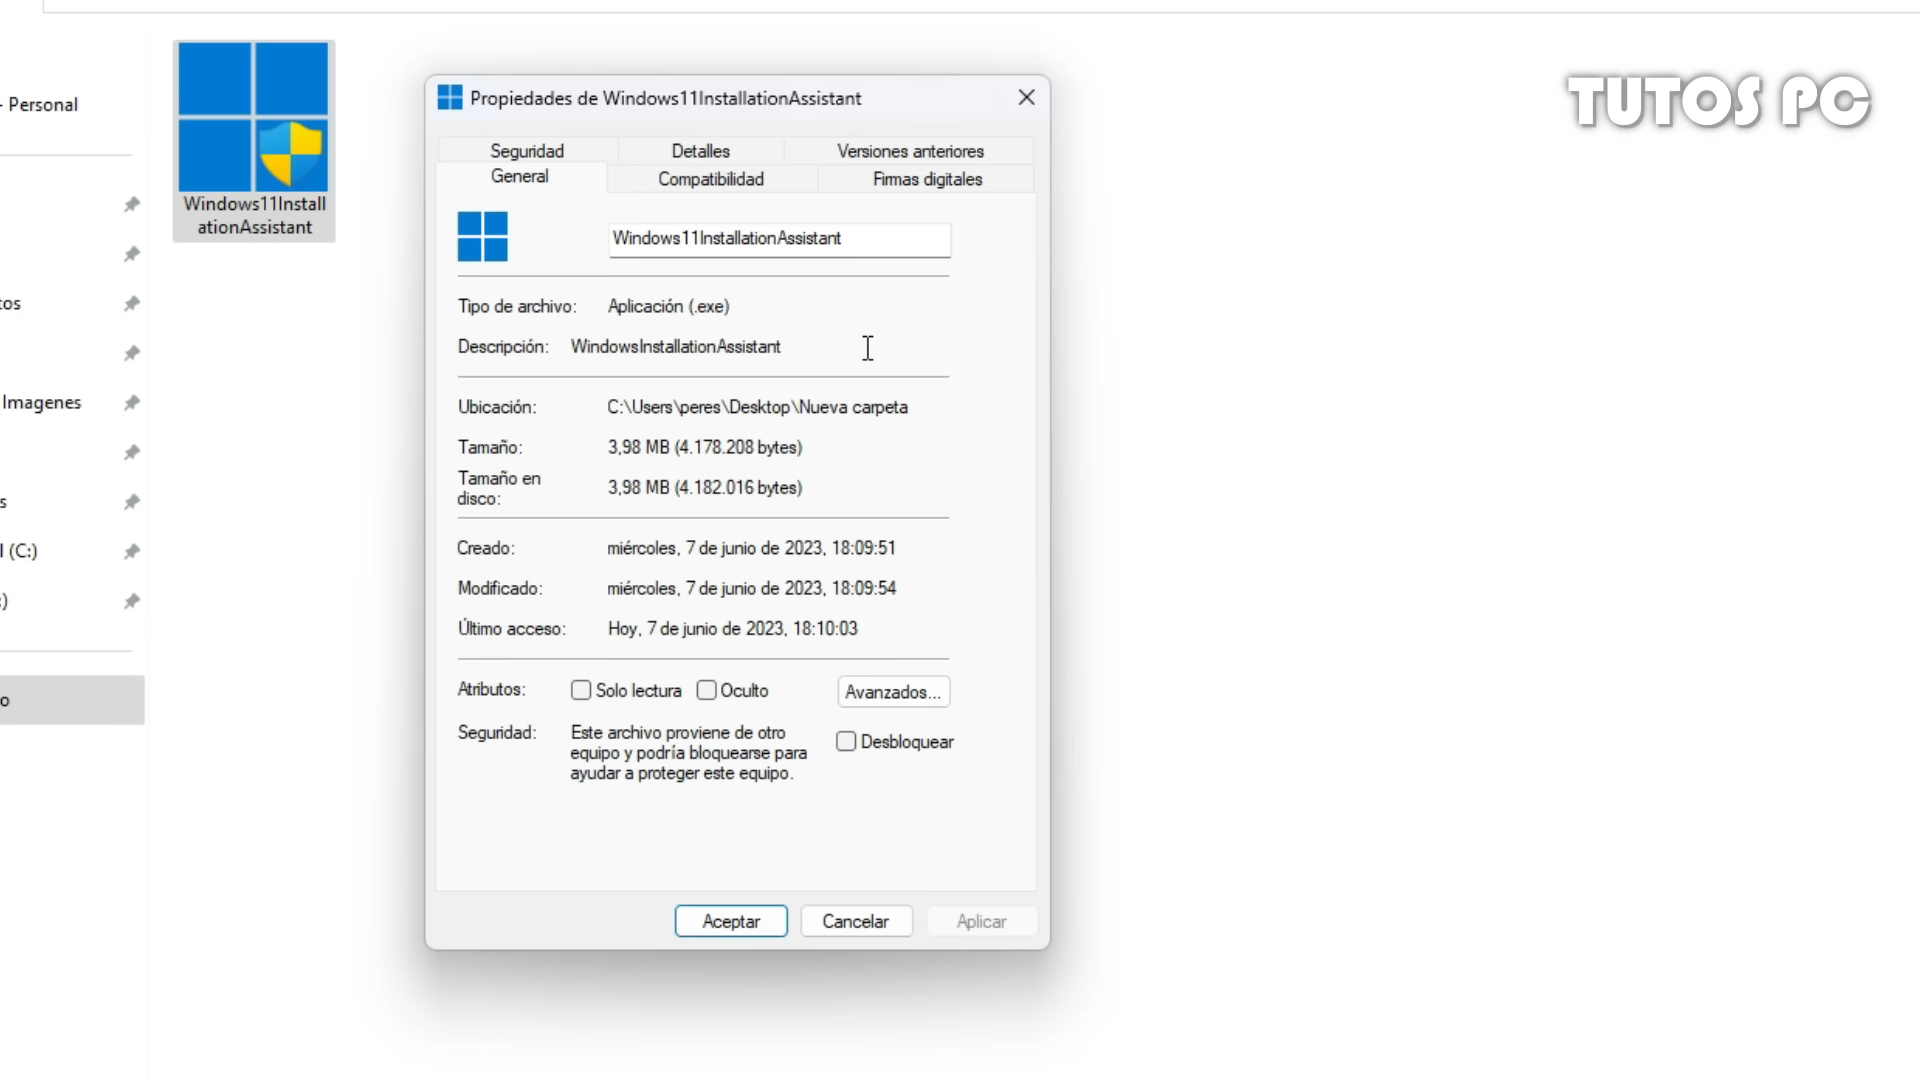 TUTOS PC
- Personal
tos
Imagenes
s
l (C:)
:)
o
Windows11Install
ationAssistant
Propiedades de Windows11InstallationAssistant
Seguridad Detalles Versiones anteriores
General Compatibilidad Firmas digitales
Windows11InstallationAssistant
Tipo de archivo: Aplicación (.exe)
Descripción: WindowsInstallationAssistant
Ubicación: C:\Users\peres\Desktop\Nueva carpeta
Tamaño: 3,98 MB (4.178.208 bytes)
Tamaño en
disco: 3,98 MB (4.182.016 bytes)
Creado: miércoles, 7 de junio de 2023, 18:09:51
Modificado: miércoles, 7 de junio de 2023, 18:09:54
Último acceso: Hoy, 7 de junio de 2023, 18:10:03
Atributos: Solo lectura Oculto Avanzados...
Seguridad: Este archivo proviene de otro
equipo y podría bloquearse para
ayudar a proteger este equipo.
Desbloquear
Aceptar Cancelar Aplicar